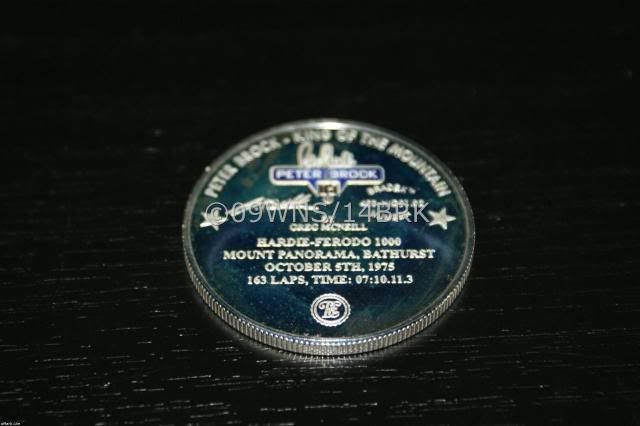 PETER BROCK - KING OF THE MOUNTAIN
PETER BROCK
©09WNS/14BRK
GREG MCNEILL
HARDIE-FERODO 1000
MOUNT PANORAMA, BATHURST
OCTOBER 5TH, 1975
163 LAPS, TIME: 07:10.11.3